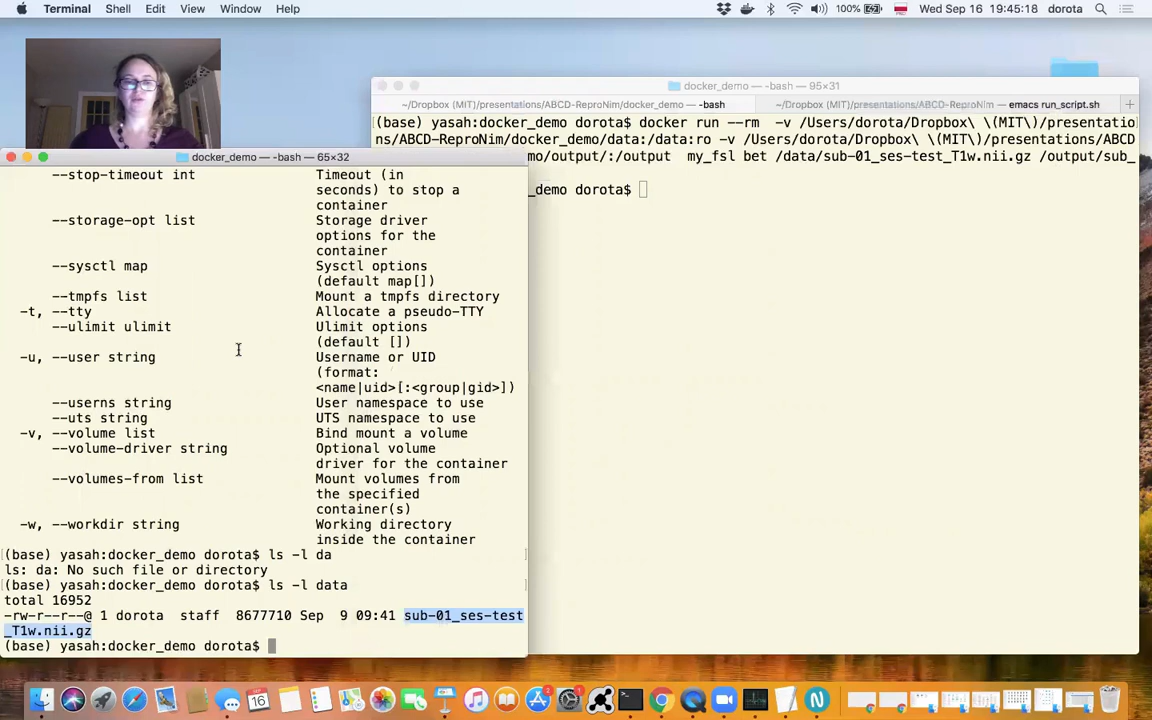 Terminal Shell Edit View Window Help 100% Wed Sep 16 19:45:18 dorota
docker_demo — -bash — 95×31
~/Dropbox (MIT)/presentations/ABCD-ReproNim/docker_demo — -bash
~/Dropbox (MIT)/presentations/ABCD-ReproNim — emacs run_script.sh
(base) yasah:docker_demo dorota$ docker run --rm  -v /Users/dorota/Dropbox\ \(MIT\)/presentatio
ns/ABCD-ReproNim/docker_demo/data:/data:ro -v /Users/dorota/Dropbox\ \(MIT\)/presentations/ABCD
mo/output/:/output  my_fsl bet /data/sub-01_ses-test_T1w.nii.gz /output/sub_
_demo dorota$
docker_demo — -bash — 65×32
--stop-timeout int Timeout (in
seconds) to stop a
container
--storage-opt list Storage driver
options for the
container
--sysctl map Sysctl options
(default map[])
--tmpfs list Mount a tmpfs directory
-t, --tty Allocate a pseudo-TTY
--ulimit ulimit Ulimit options
(default [])
-u, --user string Username or UID
(format:
<name|uid>[:<group|gid>])
--userns string User namespace to use
--uts string UTS namespace to use
-v, --volume list Bind mount a volume
--volume-driver string Optional volume
driver for the container
--volumes-from list Mount volumes from
the specified
container(s)
-w, --workdir string Working directory
inside the container
(base) yasah:docker_demo dorota$ ls -l da
ls: da: No such file or directory
(base) yasah:docker_demo dorota$ ls -l data
total 16952
-rw-r--r--@ 1 dorota  staff  8677710 Sep  9 09:41 sub-01_ses-test
_T1w.nii.gz
(base) yasah:docker_demo dorota$